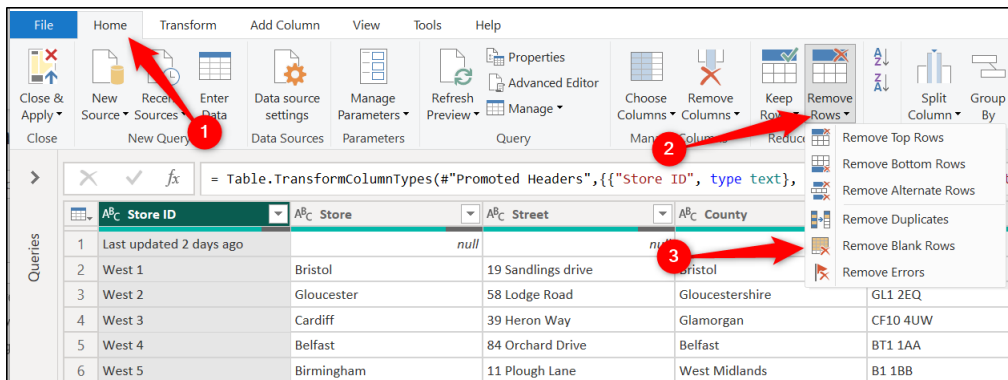 File Home Transform Add Column View Tools Help
Properties
Advanced Editor
Manage
Close & Apply
New Source
Recent Sources
Enter Data
Data source settings
Manage Parameters
Refresh Preview
Choose Columns
Remove Columns
Keep Rows
Remove Rows
Split Column
Group By
Close New Query Data Sources Parameters Query Manage Columns Reduce
1
2
3
Remove Top Rows
Remove Bottom Rows
Remove Alternate Rows
Remove Duplicates
Remove Blank Rows
Remove Errors
Queries
fx = Table.TransformColumnTypes(#"Promoted Headers",{{"Store ID", type text},
ABC Store ID ABC Store ABC Street ABC County
1 Last updated 2 days ago null
2 West 1 Bristol 19 Sandlings drive Bristol
3 West 2 Gloucester 58 Lodge Road Gloucestershire GL1 2EQ
4 West 3 Cardiff 39 Heron Way Glamorgan CF10 4UW
5 West 4 Belfast 84 Orchard Drive Belfast BT1 1AA
6 West 5 Birmingham 11 Plough Lane West Midlands B1 1BB